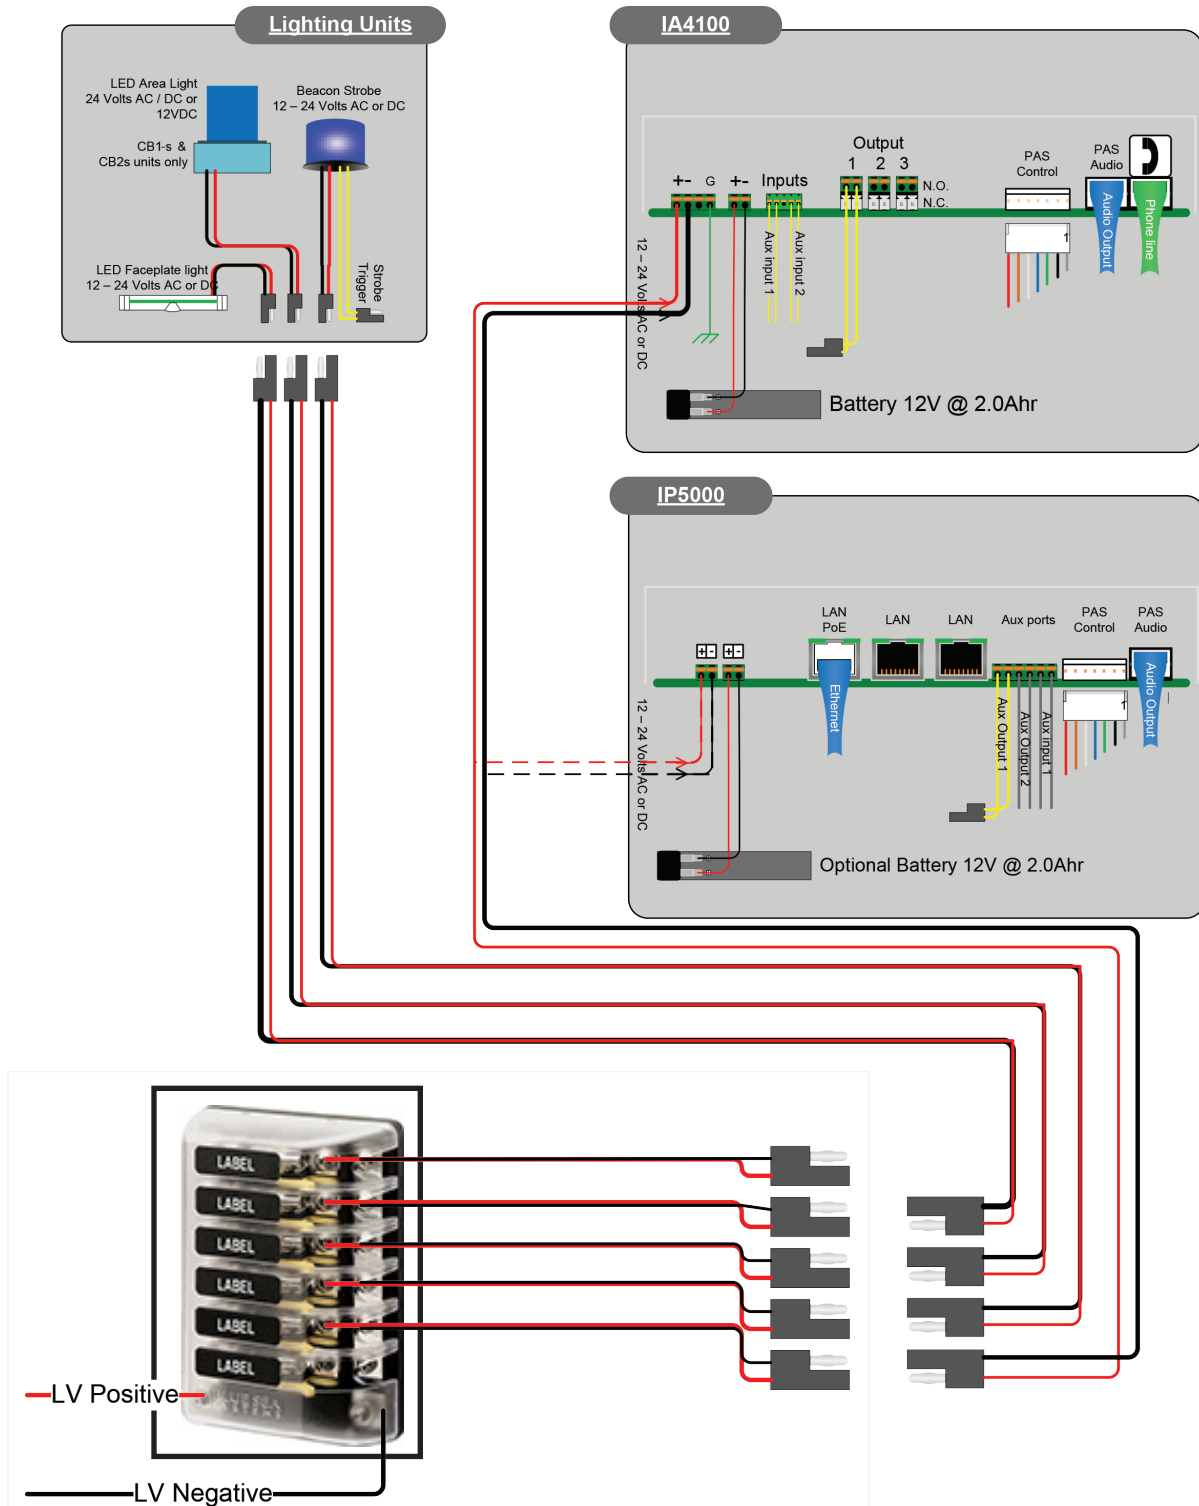 Lighting Units
LED Area Light
24 Volts AC / DC or
12VDC
CB1-s &
CB2s units only
Beacon Strobe
12 – 24 Volts AC or DC
LED Faceplate light
12 – 24 Volts AC or DC
Strobe
Trigger
IA4100
Output
1 2 3
N.O.
N.C.
+- G +- Inputs
PAS
Control
PAS
Audio
Audio Output
Phone line
12 – 24 Volts AC or DC
Aux input 1
Aux input 2
1
Battery 12V @ 2.0Ahr
IP5000
LAN
PoE
LAN
LAN
Aux ports
PAS
Control
PAS
Audio
+- +-
Ethernet
Audio Output
12 – 24 Volts AC or DC
Aux Output 1
Aux Output 2
Aux input 1
1
Optional Battery 12V @ 2.0Ahr
LABEL
LABEL
LABEL
LABEL
LABEL
LABEL
LV Positive
LV Negative